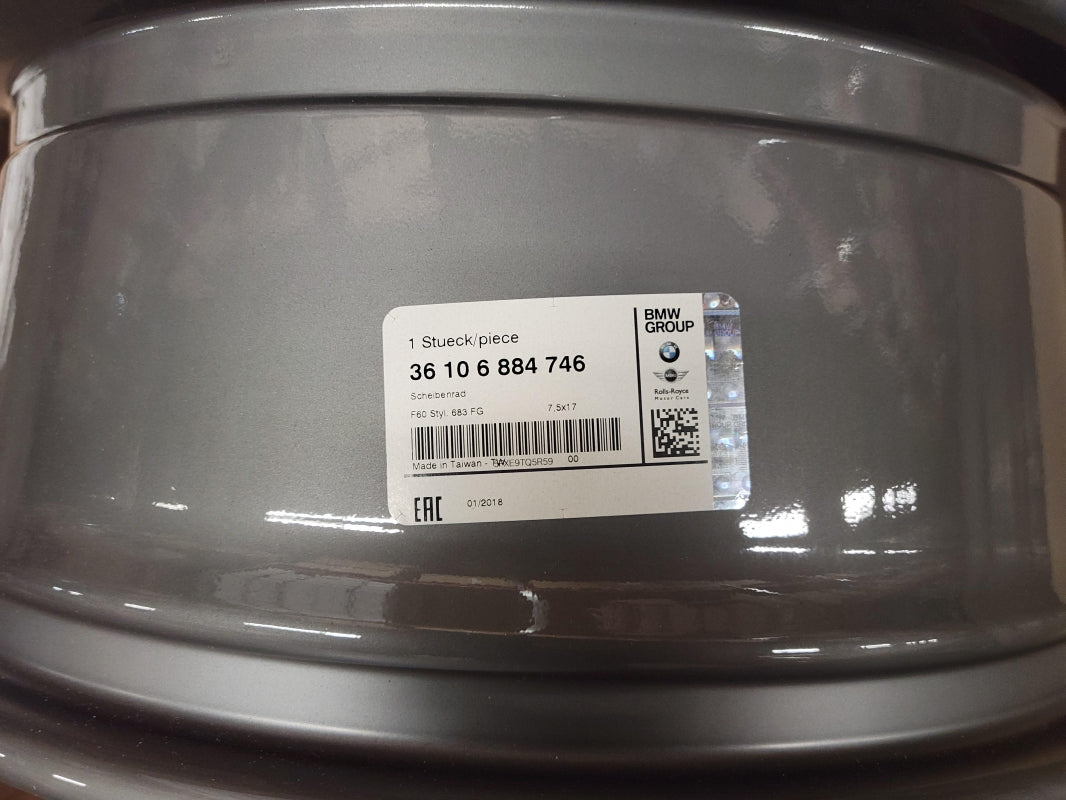 1 Stueck/piece
36 10 6 884 746
Scheibenrad
F60 Styl. 683 FG 7,5x17
Made in Taiwan - 00
EAC 01/2018
BMW
GROUP
MINI
Rolls-Royce
Motor Cars